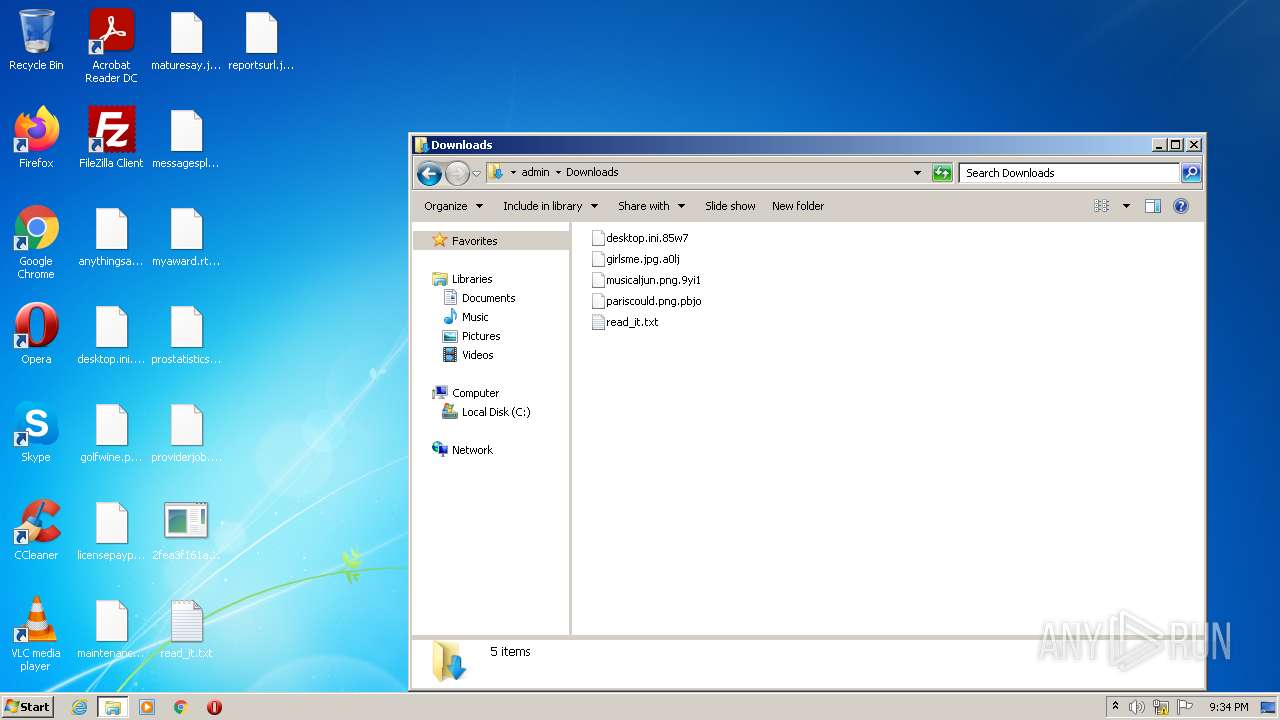 Recycle Bin
Acrobat
Reader DC
maturesay.j...
reportsurl.j...
Firefox
FileZilla Client
messagespl...
Google
Chrome
anythingsa...
myaward.rt...
Opera
desktop.ini....
prostatistics...
Skype
golfwine.p...
providerjob....
CCleaner
licensepayp...
2fea3f161a...
VLC media
player
maintenanc...
read_it.txt
Downloads
admin Downloads
Search Downloads
Organize
Include in library
Share with
Slide show
New folder
Favorites
Libraries
Documents
Music
Pictures
Videos
Computer
Local Disk (C:)
Network
desktop.ini.85w7
girlsme.jpg.a0lj
musicaljun.png.9yi1
pariscould.png.pbjo
read_it.txt
5 items
ANY RUN
Start
9:34 PM